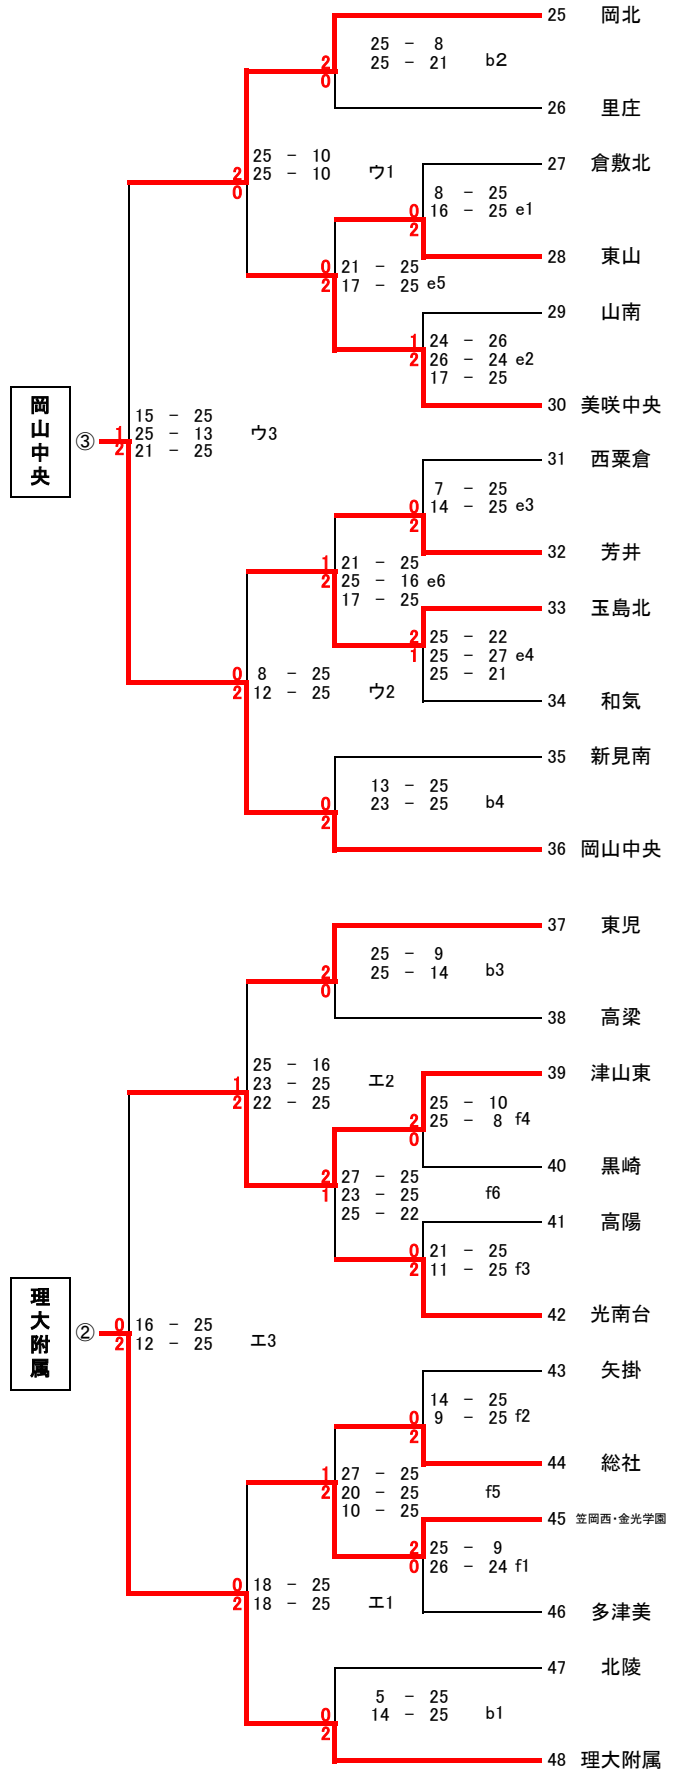 25 岡北
25 － 8
2 25 － 21 b2
0
26 里庄
25 － 10
2 25 － 10 ウ1
0
27 倉敷北
8 － 25
0 16 － 25 e1
2
28 東山
0 21 － 25
2 17 － 25 e5
29 山南
1 24 － 26
2 26 － 24 e2
17 － 25
30 美咲中央
岡山中央
③
15 － 25
1 25 － 13 ウ3
2 21 － 25
31 西粟倉
7 － 25
0 14 － 25 e3
2
32 芳井
1 21 － 25
2 25 － 16 e6
17 － 25
33 玉島北
2 25 － 22
1 25 － 27 e4
25 － 21
34 和気
0 8 － 25
2 12 － 25 ウ2
35 新見南
13 － 25
0 23 － 25 b4
2
36 岡山中央
37 東児
25 － 9
2 25 － 14 b3
0
38 高梁
25 － 16
1 23 － 25 エ2
2 22 － 25
39 津山東
25 － 10
2 25 － 8 f4
0
40 黒崎
2 27 － 25
1 23 － 25 f6
25 － 22
41 高陽
0 21 － 25
2 11 － 25 f3
42 光南台
理大附属
②
0 16 － 25
2 12 － 25 エ3
43 矢掛
14 － 25
0 9 － 25 f2
2
44 総社
1 27 － 25
2 20 － 25 f5
10 － 25
45 笠岡西・金光学園
2 25 － 9
0 26 － 24 f1
46 多津美
0 18 － 25
2 18 － 25 エ1
47 北陵
5 － 25
0 14 － 25 b1
2
48 理大附属